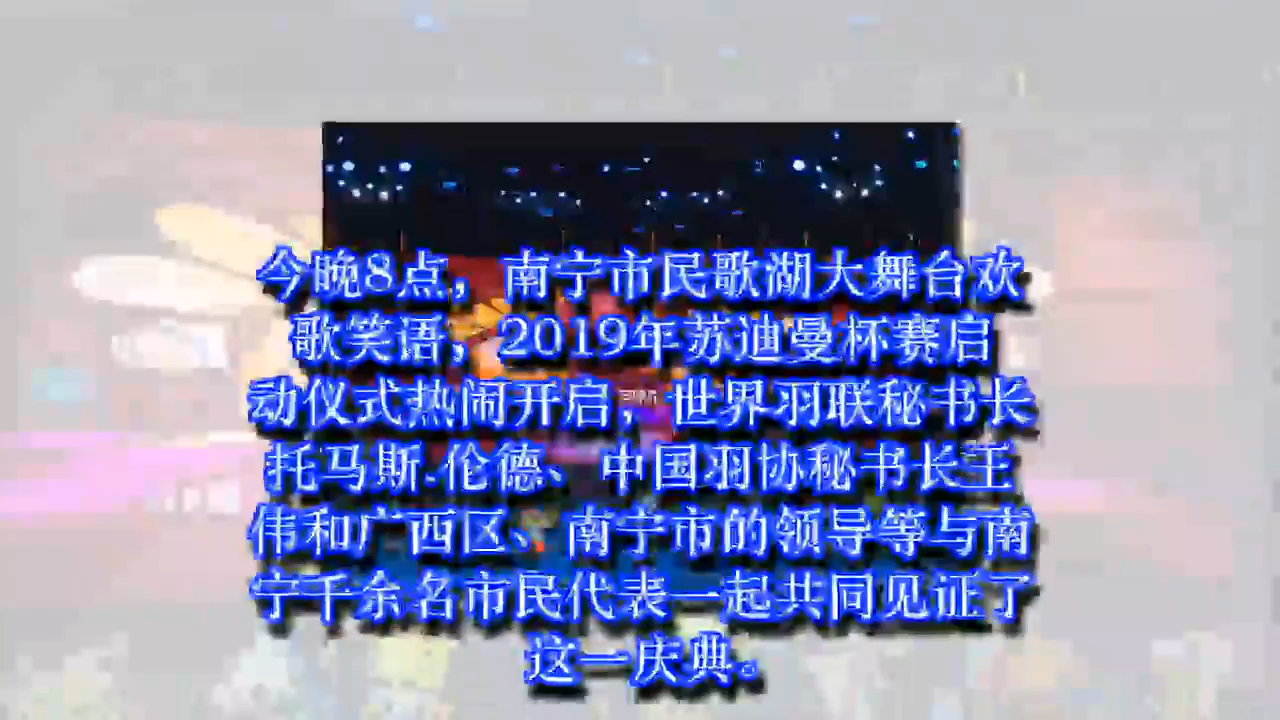 今晚8点，南宁市民歌湖大舞台欢
歌笑语，2019年苏迪曼杯赛启
动仪式热闹开启，世界羽联秘书长
托马斯.伦德、中国羽协秘书长王
伟和广西区、南宁市的领导等与南
宁千余名市民代表一起共同见证了
这一庆典。